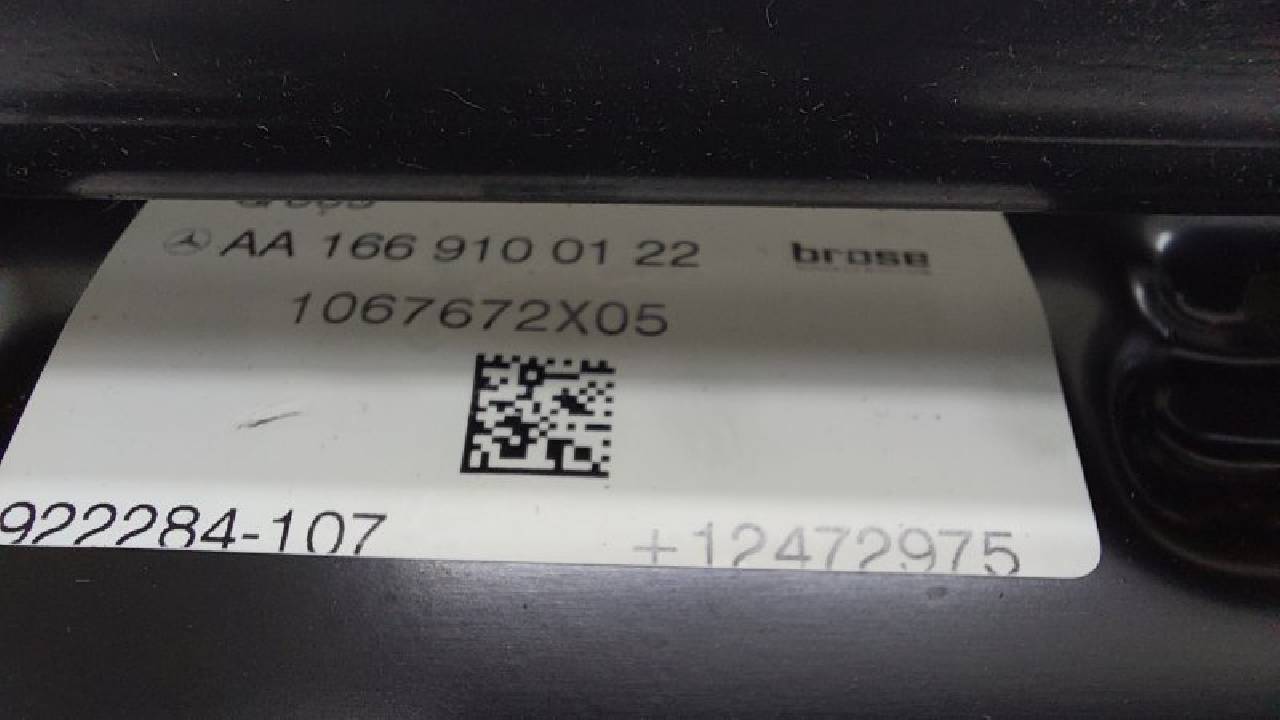 AA 166 910 01 22 brose
1067672X05
922284-107 +12472975